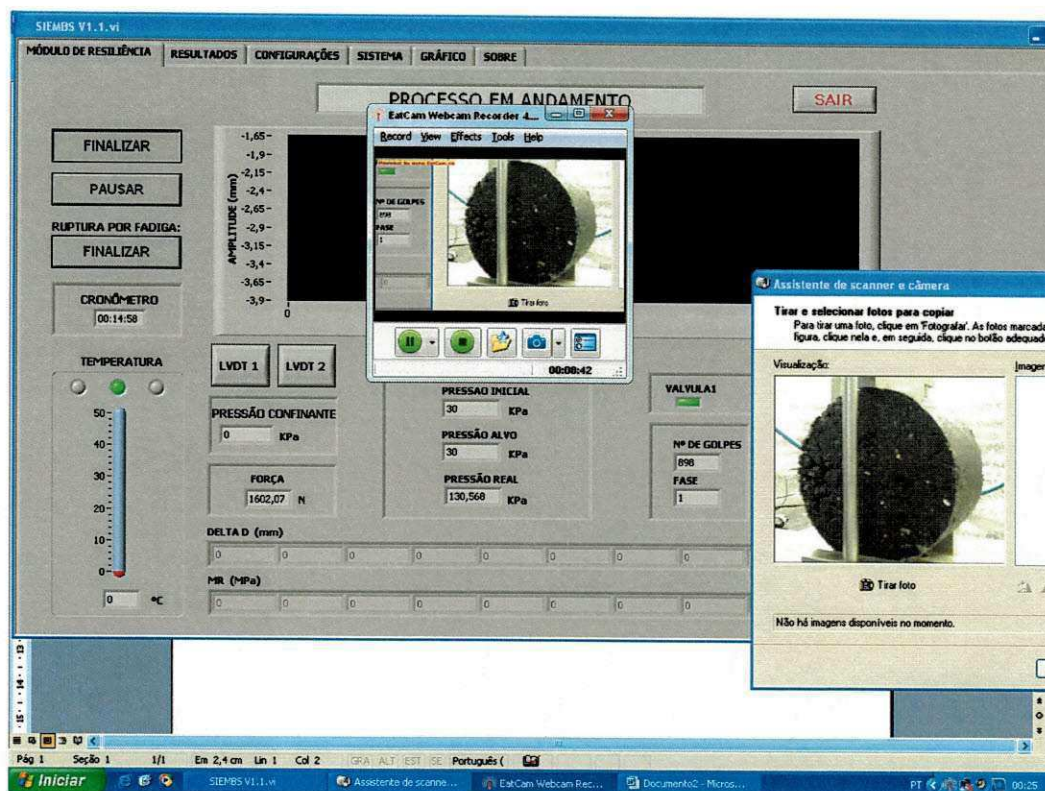 SIEMBS V1.1.vi
MÓDULO DE RESILIÊNCIA RESULTADOS CONFIGURAÇÕES SISTEMA GRÁFICO SOBRE
PROCESSO EM ANDAMENTO
SAIR
FINALIZAR
PAUSAR
RUPTURA POR FADIGA:
FINALIZAR
CRONÔMETRO
00:14:58
AMPLITUDE (mm)
-1,65
-1,9
-2,15
-2,4
-2,65
-2,9
-3,15
-3,4
-3,65
-3,9
0
EatCam Webcam Recorder 4...
Record View Effects Tools Help
Nº DE GOLPES
898
FASE
1
0
Tirar foto
00:08:42
TEMPERATURA
50
40
30
20
10
0
0 ºC
LVDT 1 LVDT 2
PRESSÃO CONFINANTE
0 KPa
FORÇA
1602,07 N
PRESSÃO INICIAL
30 KPa
PRESSÃO ALVO
30 KPa
PRESSÃO REAL
130,568 KPa
VALVULA1
Nº DE GOLPES
898
FASE
1
DELTA D (mm)
0 0 0 0 0 0 0 0
MR (MPa)
0 0 0 0 0 0 0 0
Assistente de scanner e câmera
Tirar e selecionar fotos para copiar
Para tirar uma foto, clique em 'Fotografar'. As fotos marcada
figura, clique nela e, em seguida, clique no botão adequad
Visualização:
Imagen
Tirar foto
Não há imagens disponíveis no momento.
15 14 13
Pág 1 Seção 1 1/1 Em 2,4 cm Lin 1 Col 2 GRA ALT EST SE Português (
Iniciar SIEMBS V1.1.vi Assistente de scanne... EatCam Webcam Rec... Documento2 - Micros... PT 00:25